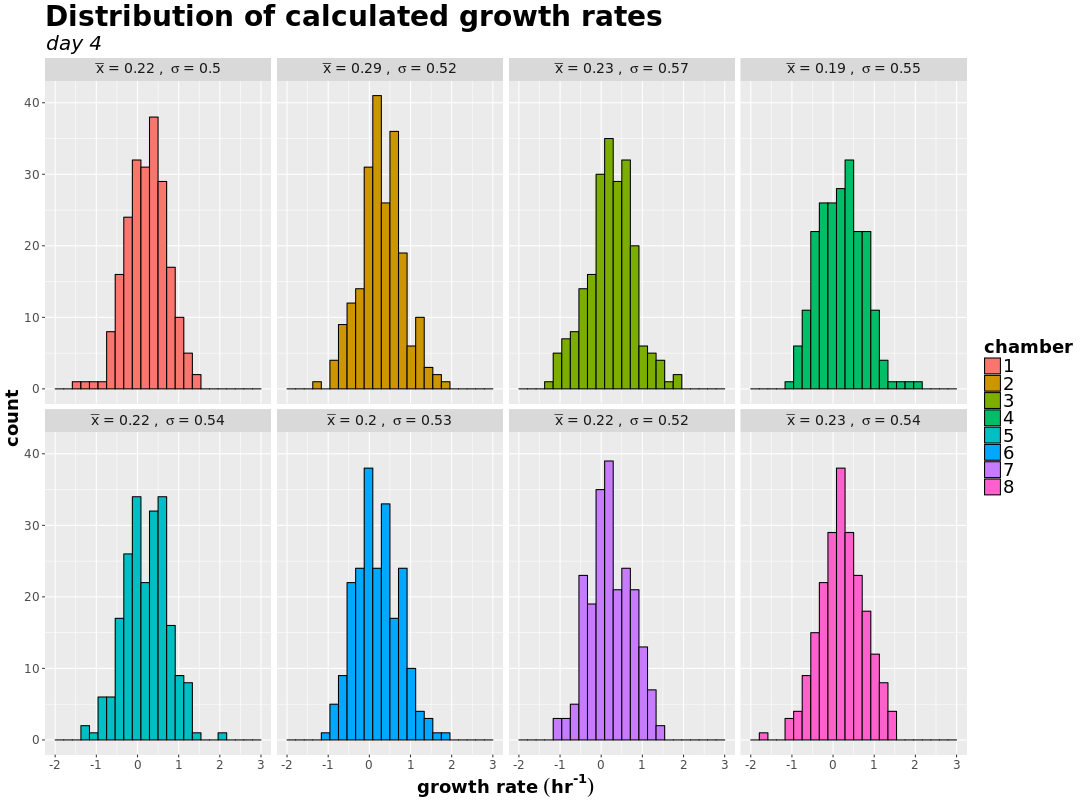 Distribution of calculated growth rates
day 4
x̅ = 0.22 , σ = 0.5
x̅ = 0.29 , σ = 0.52
x̅ = 0.23 , σ = 0.57
x̅ = 0.19 , σ = 0.55
40
30
20
10
0
x̅ = 0.22 , σ = 0.54
x̅ = 0.2 , σ = 0.53
x̅ = 0.22 , σ = 0.52
x̅ = 0.23 , σ = 0.54
40
30
20
10
0
-2 -1 0 1 2 3
-2 -1 0 1 2 3
-2 -1 0 1 2 3
-2 -1 0 1 2 3
count
growth rate (hr⁻¹)
chamber
1
2
3
4
5
6
7
8